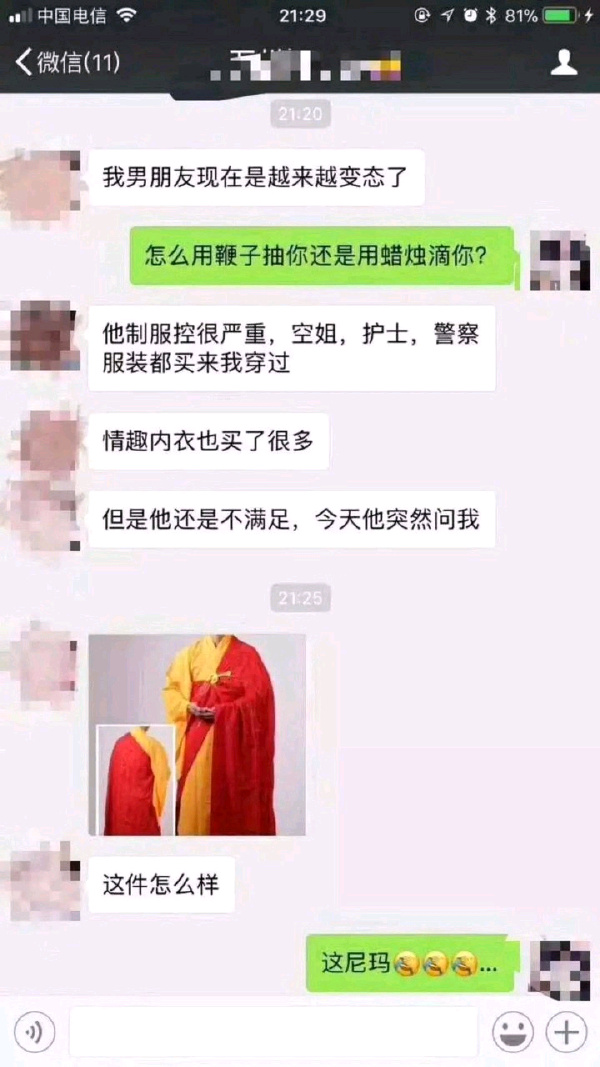 中国电信
21:29
81%
微信(11)
21:20
我男朋友现在是越来越变态了
怎么用鞭子抽你还是用蜡烛滴你?
他制服控很严重，空姐，护士，警察
服装都买来我穿过
情趣内衣也买了很多
但是他还是不满足，今天他突然问我
21:25
这件怎么样
这尼玛🤣🤣🤣...